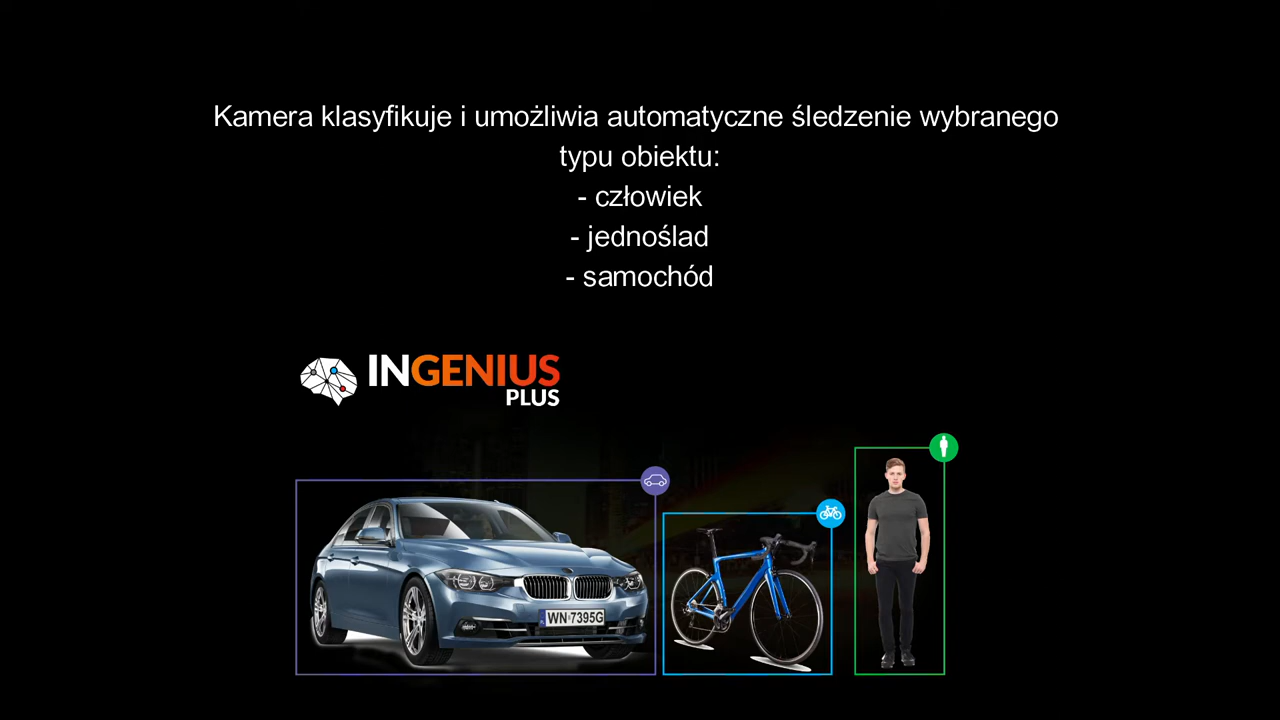 Kamera klasyfikuje i umożliwia automatyczne śledzenie wybranego
typu obiektu:
- człowiek
- jednoślad
- samochód
INGENIUS
PLUS
WN 7395G